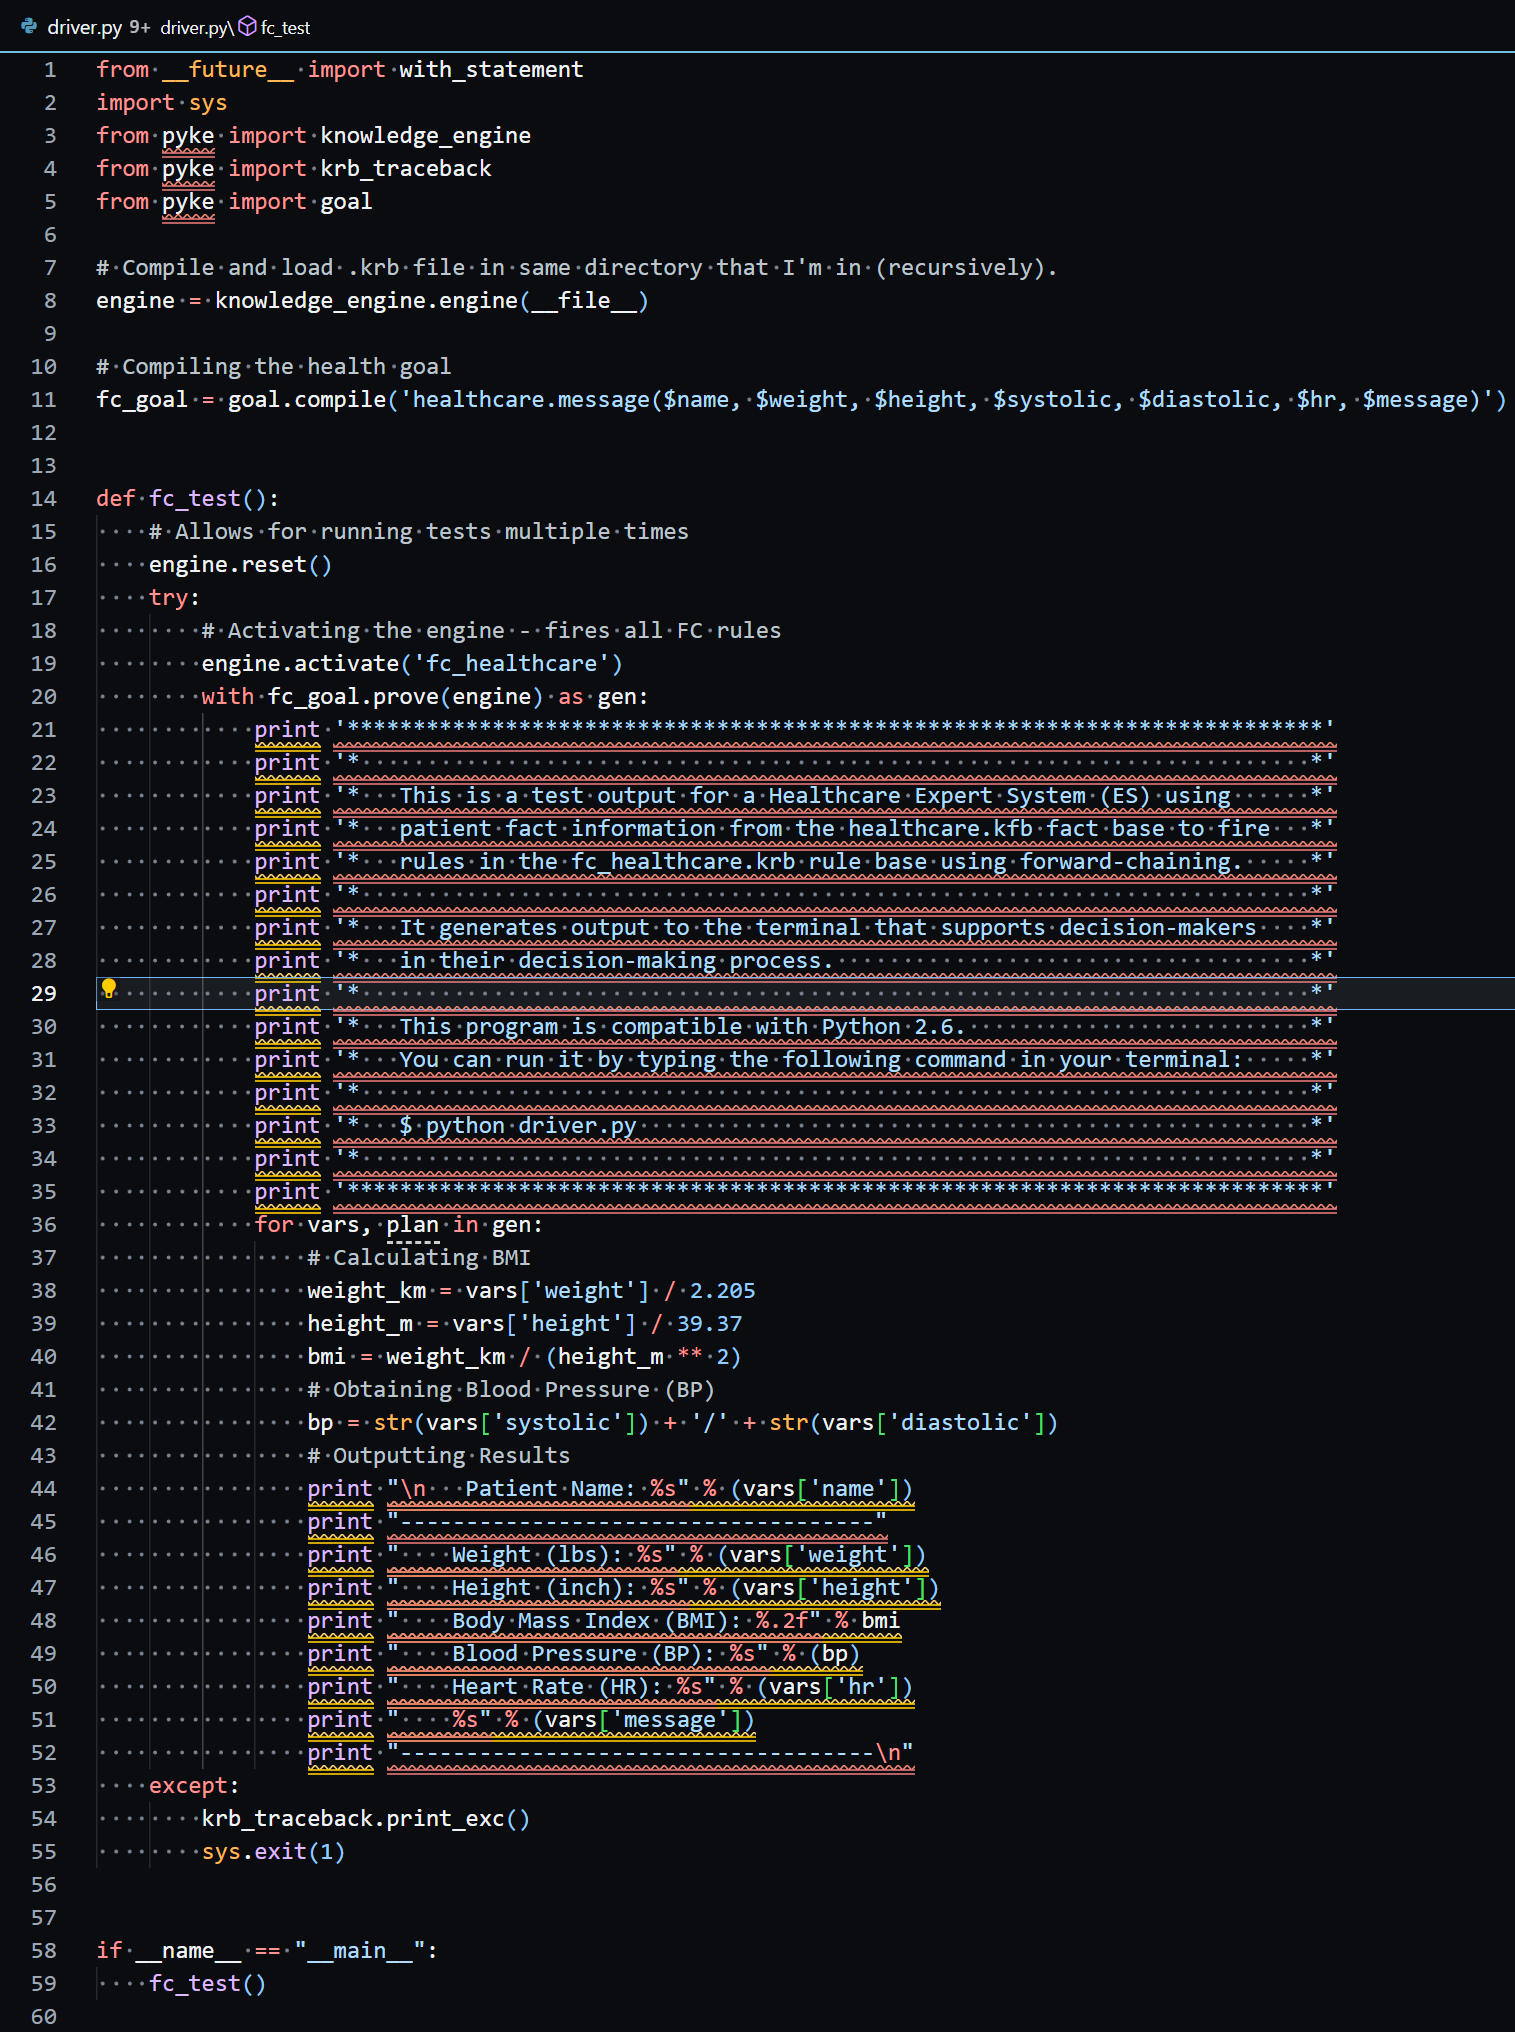 driver.py 9+ driver.py\ fc_test
1 from __future__ import with_statement
2 import sys
3 from pyke import knowledge_engine
4 from pyke import krb_traceback
5 from pyke import goal
6
7 # Compile and load .krb file in same directory that I'm in (recursively).
8 engine = knowledge_engine.engine(__file__)
9
10 # Compiling the health goal
11 fc_goal = goal.compile('healthcare.message($name, $weight, $height, $systolic, $diastolic, $hr, $message)')
12
13
14 def fc_test():
15     # Allows for running tests multiple times
16     engine.reset()
17     try:
18         # Activating the engine - fires all FC rules
19         engine.activate('fc_healthcare')
20         with fc_goal.prove(engine) as gen:
21             print '**************************************************************************'
22             print '*                                                                        *'
23             print '*   This is a test output for a Healthcare Expert System (ES) using      *'
24             print '*   patient fact information from the healthcare.kfb fact base to fire   *'
25             print '*   rules in the fc_healthcare.krb rule base using forward-chaining.     *'
26             print '*                                                                        *'
27             print '*   It generates output to the terminal that supports decision-makers    *'
28             print '*   in their decision-making process.                                    *'
29             print '*                                                                        *'
30             print '*   This program is compatible with Python 2.6.                          *'
31             print '*   You can run it by typing the following command in your terminal:     *'
32             print '*                                                                        *'
33             print '*   $ python driver.py                                                   *'
34             print '*                                                                        *'
35             print '**************************************************************************'
36             for vars, plan in gen:
37                 # Calculating BMI
38                 weight_km = vars['weight'] / 2.205
39                 height_m = vars['height'] / 39.37
40                 bmi = weight_km / (height_m ** 2)
41                 # Obtaining Blood Pressure (BP)
42                 bp = str(vars['systolic']) + '/' + str(vars['diastolic'])
43                 # Outputting Results
44                 print "\n   Patient Name: %s" % (vars['name'])
45                 print "------------------------------------"
46                 print "    Weight (lbs): %s" % (vars['weight'])
47                 print "    Height (inch): %s" % (vars['height'])
48                 print "    Body Mass Index (BMI): %.2f" % bmi
49                 print "    Blood Pressure (BP): %s" % (bp)
50                 print "    Heart Rate (HR): %s" % (vars['hr'])
51                 print "    %s" % (vars['message'])
52                 print "------------------------------------\n"
53     except:
54         krb_traceback.print_exc()
55         sys.exit(1)
56
57
58 if __name__ == "__main__":
59     fc_test()
60